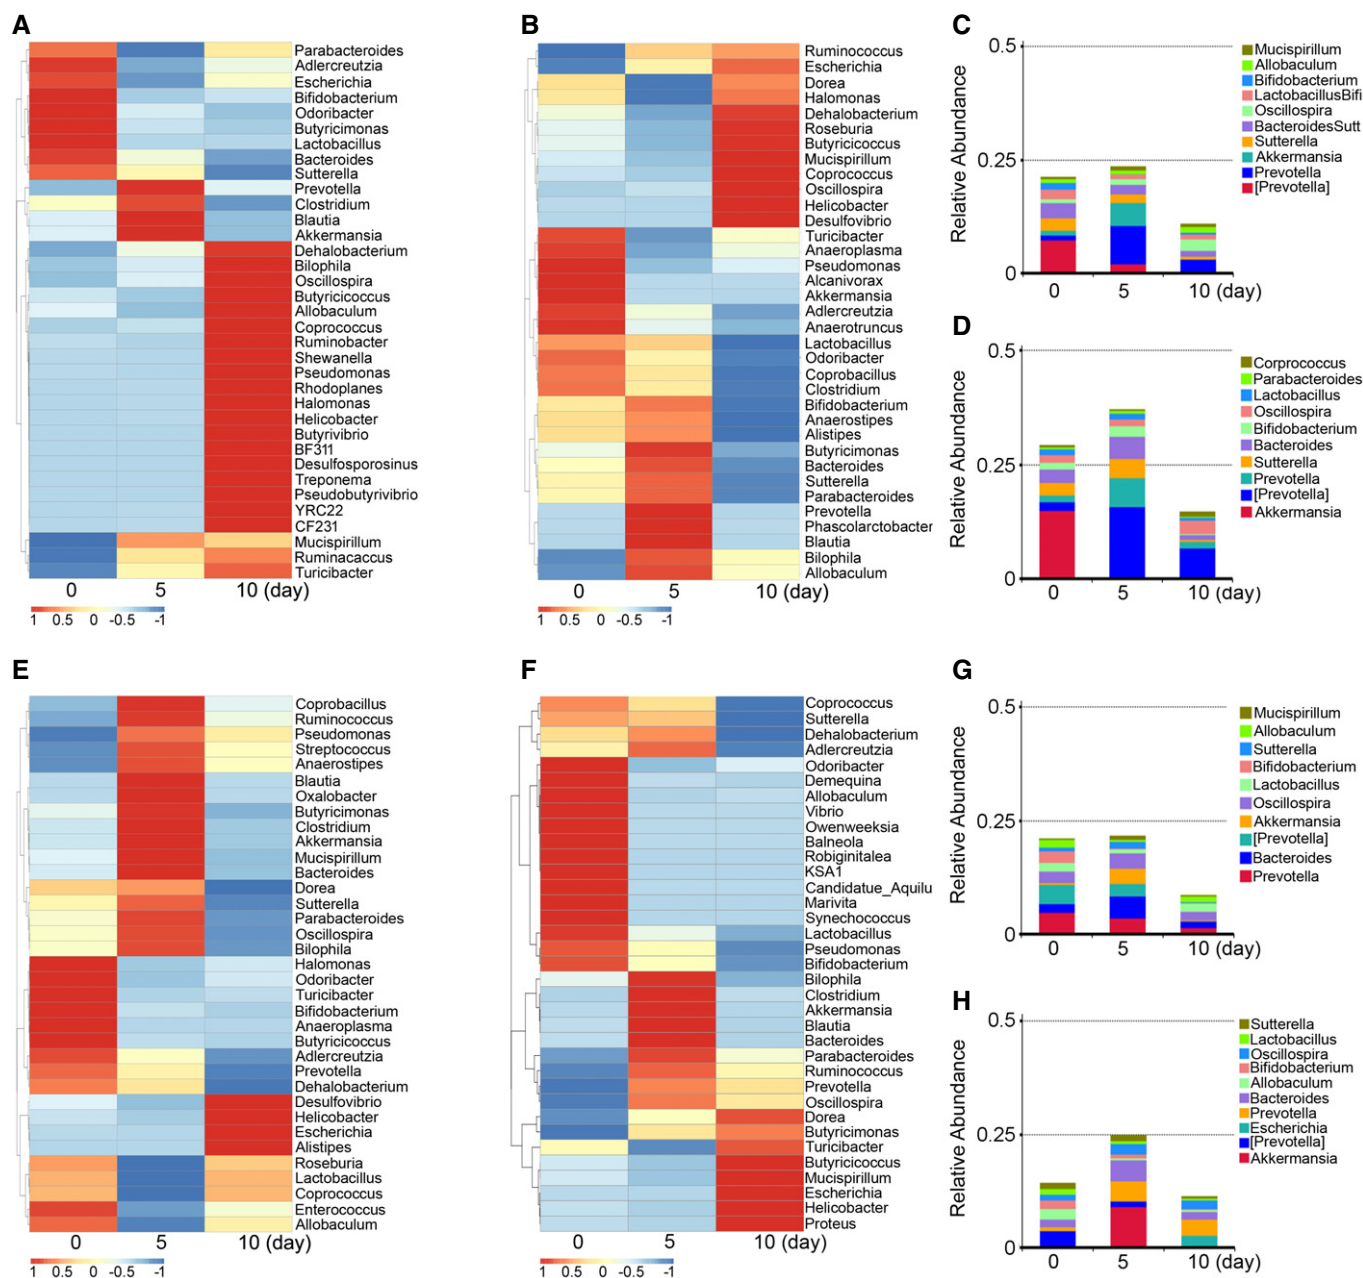 A
Parabacteroides
Adlercreutzia
Escherichia
Bifidobacterium
Odoribacter
Butyricimonas
Lactobacillus
Bacteroides
Sutterella
Prevotella
Clostridium
Blautia
Akkermansia
Dehalobacterium
Bilophila
Oscillospira
Butyricicoccus
Allobaculum
Coprococcus
Ruminobacter
Shewanella
Pseudomonas
Rhodoplanes
Halomonas
Helicobacter
Butyrivibrio
BF311
Desulfosporosinus
Treponema
Pseudobutyrivibrio
YRC22
CF231
Mucispirillum
Ruminacaccus
Turicibacter
0 5 10 (day)
1 0.5 0 -0.5 -1
B
Ruminococcus
Escherichia
Dorea
Halomonas
Dehalobacterium
Roseburia
Butyricicoccus
Mucispirillum
Coprococcus
Oscillospira
Helicobacter
Desulfovibrio
Turicibacter
Anaeroplasma
Pseudomonas
Alcanivorax
Akkermansia
Adlercreutzia
Anaerotruncus
Lactobacillus
Odoribacter
Coprobacillus
Clostridium
Bifidobacterium
Anaerostipes
Alistipes
Butyricimonas
Bacteroides
Sutterella
Parabacteroides
Prevotella
Phascolarctobacter
Blautia
Bilophila
Allobaculum
0 5 10 (day)
1 0.5 0 -0.5 -1
C
Relative Abundance
0.5
0.25
0
0 5 10 (day)
Mucispirillum
Allobaculum
Bifidobacterium
LactobacillusBifi
Oscillospira
BacteroidesSutt
Sutterella
Akkermansia
Prevotella
[Prevotella]
D
Relative Abundance
0.5
0.25
0
0 5 10 (day)
Corprococcus
Parabacteroides
Lactobacillus
Oscillospira
Bifidobacterium
Bacteroides
Sutterella
Prevotella
[Prevotella]
Akkermansia
E
Coprobacillus
Ruminococcus
Pseudomonas
Streptococcus
Anaerostipes
Blautia
Oxalobacter
Butyricimonas
Clostridium
Akkermansia
Mucispirillum
Bacteroides
Dorea
Sutterella
Parabacteroides
Oscillospira
Bilophila
Halomonas
Odoribacter
Turicibacter
Bifidobacterium
Anaeroplasma
Butyricoccus
Adlercreutzia
Prevotella
Dehalobacterium
Desulfovibrio
Helicobacter
Escherichia
Alistipes
Roseburia
Lactobacillus
Coprococcus
Enterococcus
Allobaculum
0 5 10 (day)
1 0.5 0 -0.5 -1
F
Coprococcus
Sutterella
Dehalobacterium
Adlercreutzia
Odoribacter
Demequina
Allobaculum
Vibrio
Owenweeksia
Balneola
Robiginitalea
KSA1
Candidatue_Aquilu
Marivita
Synechococcus
Lactobacillus
Pseudomonas
Bifidobacterium
Bilophila
Clostridium
Akkermansia
Blautia
Bacteroides
Parabacteroides
Ruminococcus
Prevotella
Oscillospira
Dorea
Butyricimonas
Turicibacter
Butyricicoccus
Mucispirillum
Escherichia
Helicobacter
Proteus
0 5 10 (day)
1 0.5 0 -0.5 -1
G
Relative Abundance
0.5
0.25
0
0 5 10 (day)
Mucispirillum
Allobaculum
Sutterella
Bifidobacterium
Lactobacillus
Oscillospira
Akkermansia
[Prevotella]
Bacteroides
Prevotella
H
Relative Abundance
0.5
0.25
0
0 5 10 (day)
Sutterella
Lactobacillus
Oscillospira
Bifidobacterium
Allobaculum
Bacteroides
Prevotella
Escherichia
[Prevotella]
Akkermansia